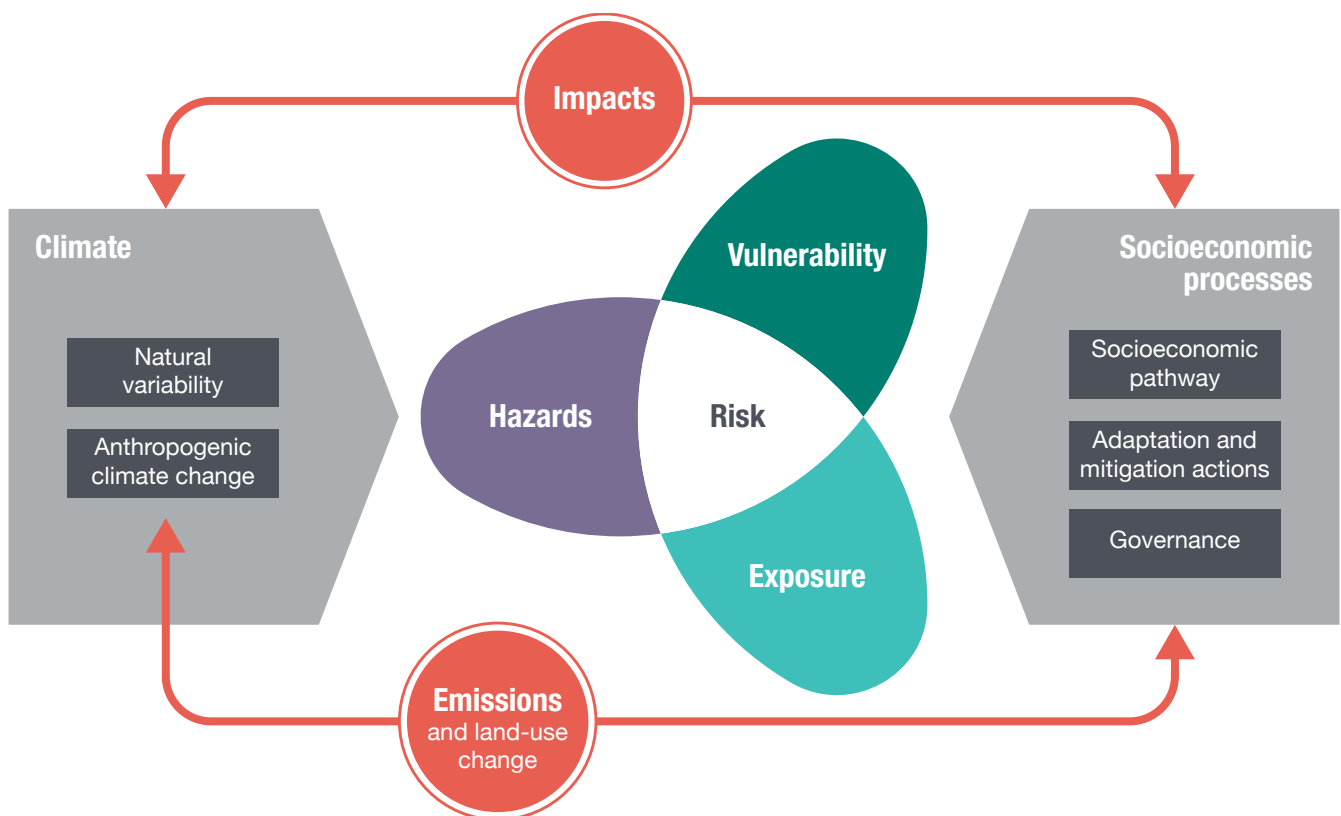 Impacts
Climate
Natural
variability
Anthropogenic
climate change
Vulnerability
Hazards
Risk
Exposure
Socioeconomic
processes
Socioeconomic
pathway
Adaptation and
mitigation actions
Governance
Emissions
and land-use
change